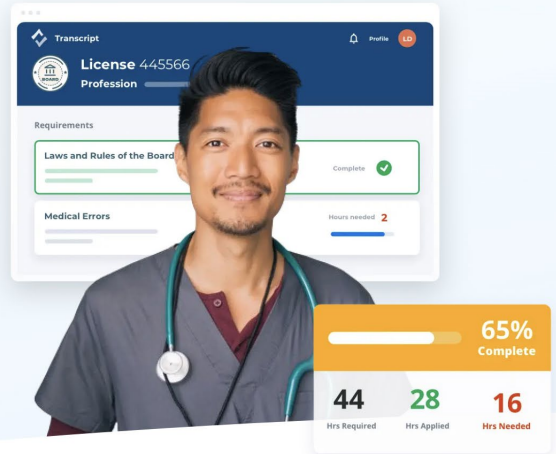 Transcript
Profile
LD
BOARD
License 445566
Profession
Requirements
Laws and Rules of the Board
Complete
Medical Errors
Hours needed 2
65%
Complete
44
28
16
Hrs Required
Hrs Applied
Hrs Needed